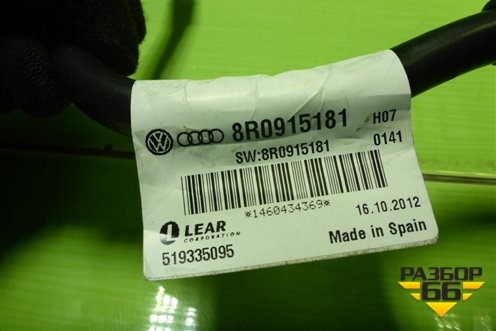 8R0915181 H07
SW:8R0915181 0141
*1460434369* 16.10.2012
LEAR
CORPORATION
519335095 Made in Spain
РАЗБОР
66